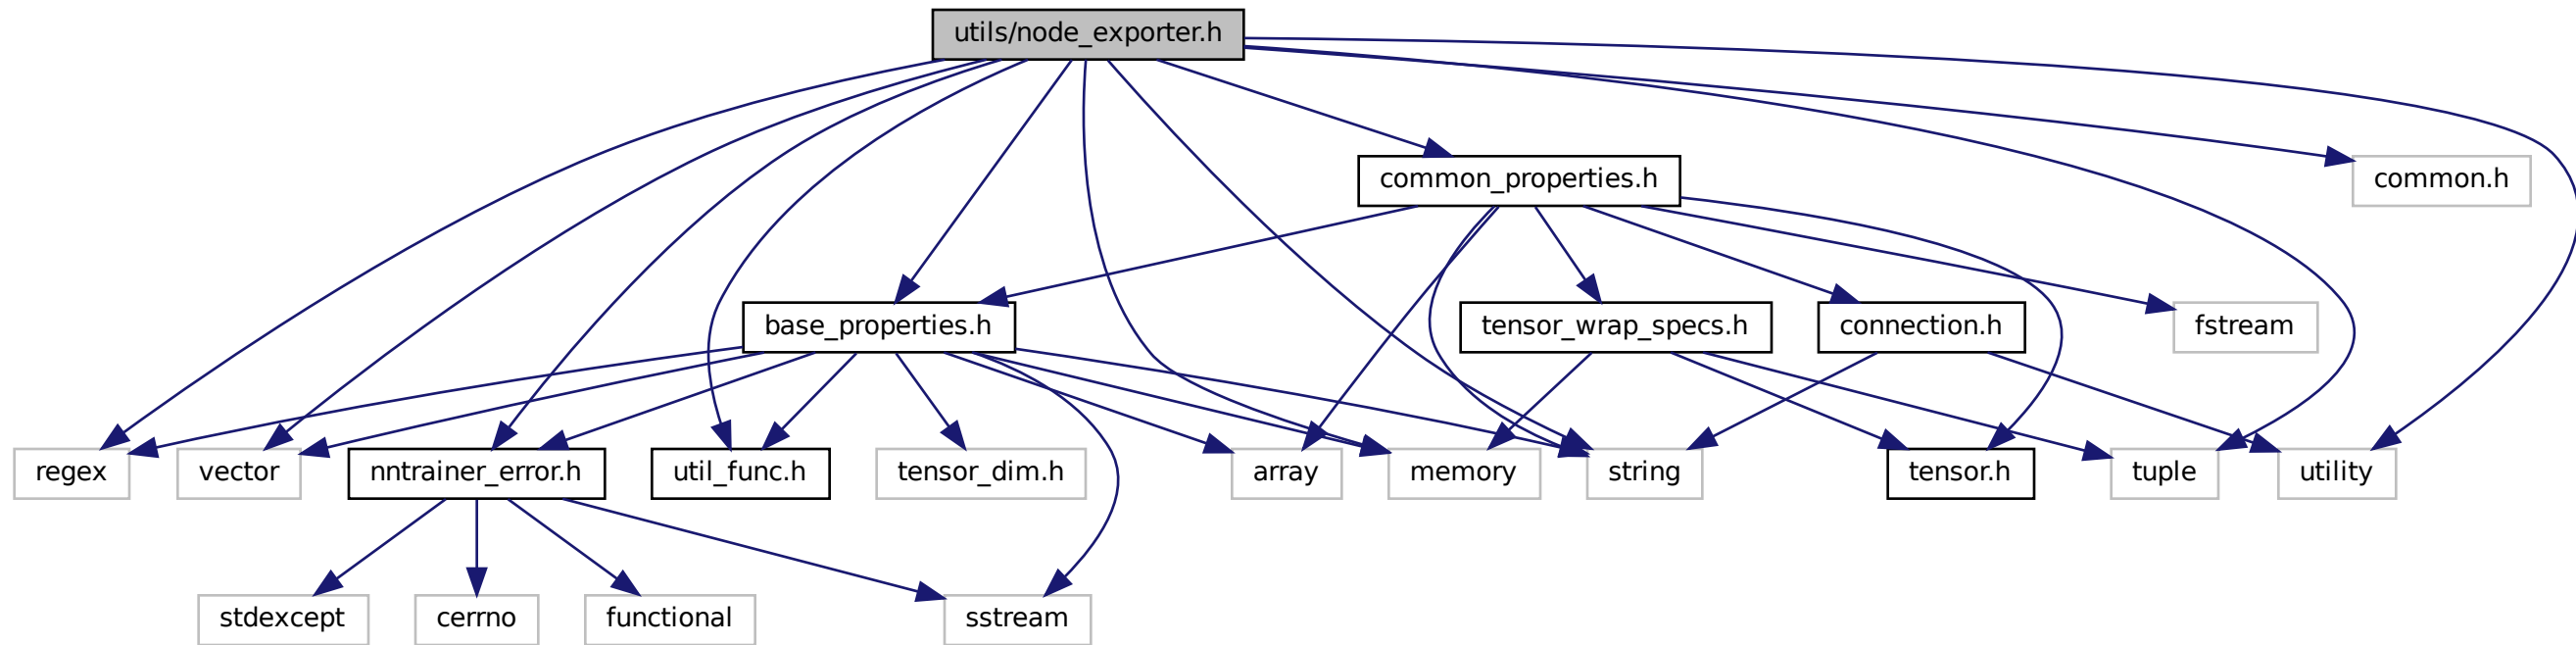 utils/node_exporter.h
common_properties.h
common.h
base_properties.h
tensor_wrap_specs.h
connection.h
fstream
regex
vector
nntrainer_error.h
util_func.h
tensor_dim.h
array
memory
string
tensor.h
tuple
utility
stdexcept
cerrno
functional
sstream